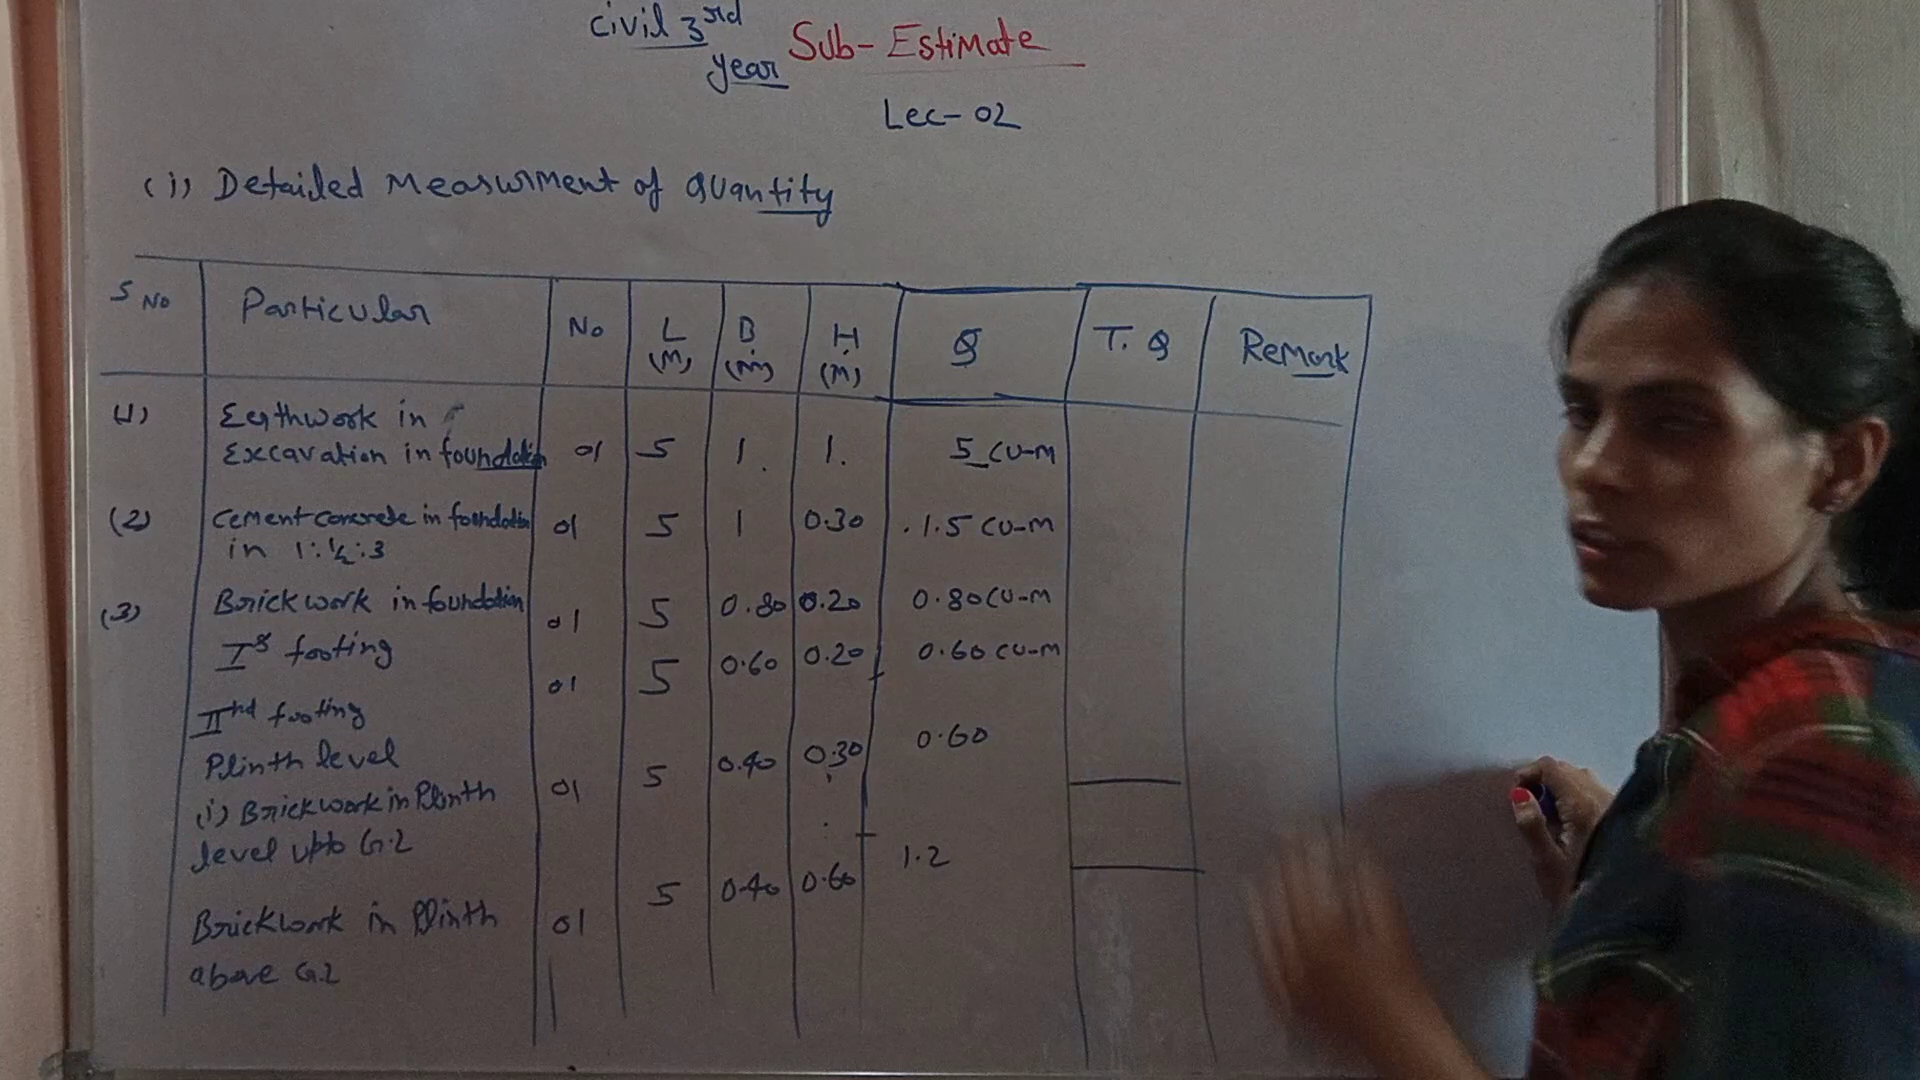 Civil 3rd year
Sub-Estimate
Lec-02
(i) Detailed Measurment of Quantity
S No Particular No L (M) B (M) H (M) Q T.Q Remark
(1) Earthwork in
Excavation in foundation 01 5 1. 1. 5 CU-M
(2) Cement concrete in foundation 01 5 1 0.30 .1.5 CU-M
in 1:½:3
(3) Brickwork in foundation
Ist footing 01 5 0.80 0.20 0.80 CU-M
IInd footing 01 5 0.60 0.20 0.60 CU-M
Plinth level
(i) Brickwork in Plinth 01 5 0.40 0.30 0.60
level upto G.L
Brickwork in Plinth 01 5 0.40 0.60 1.2
above G.L